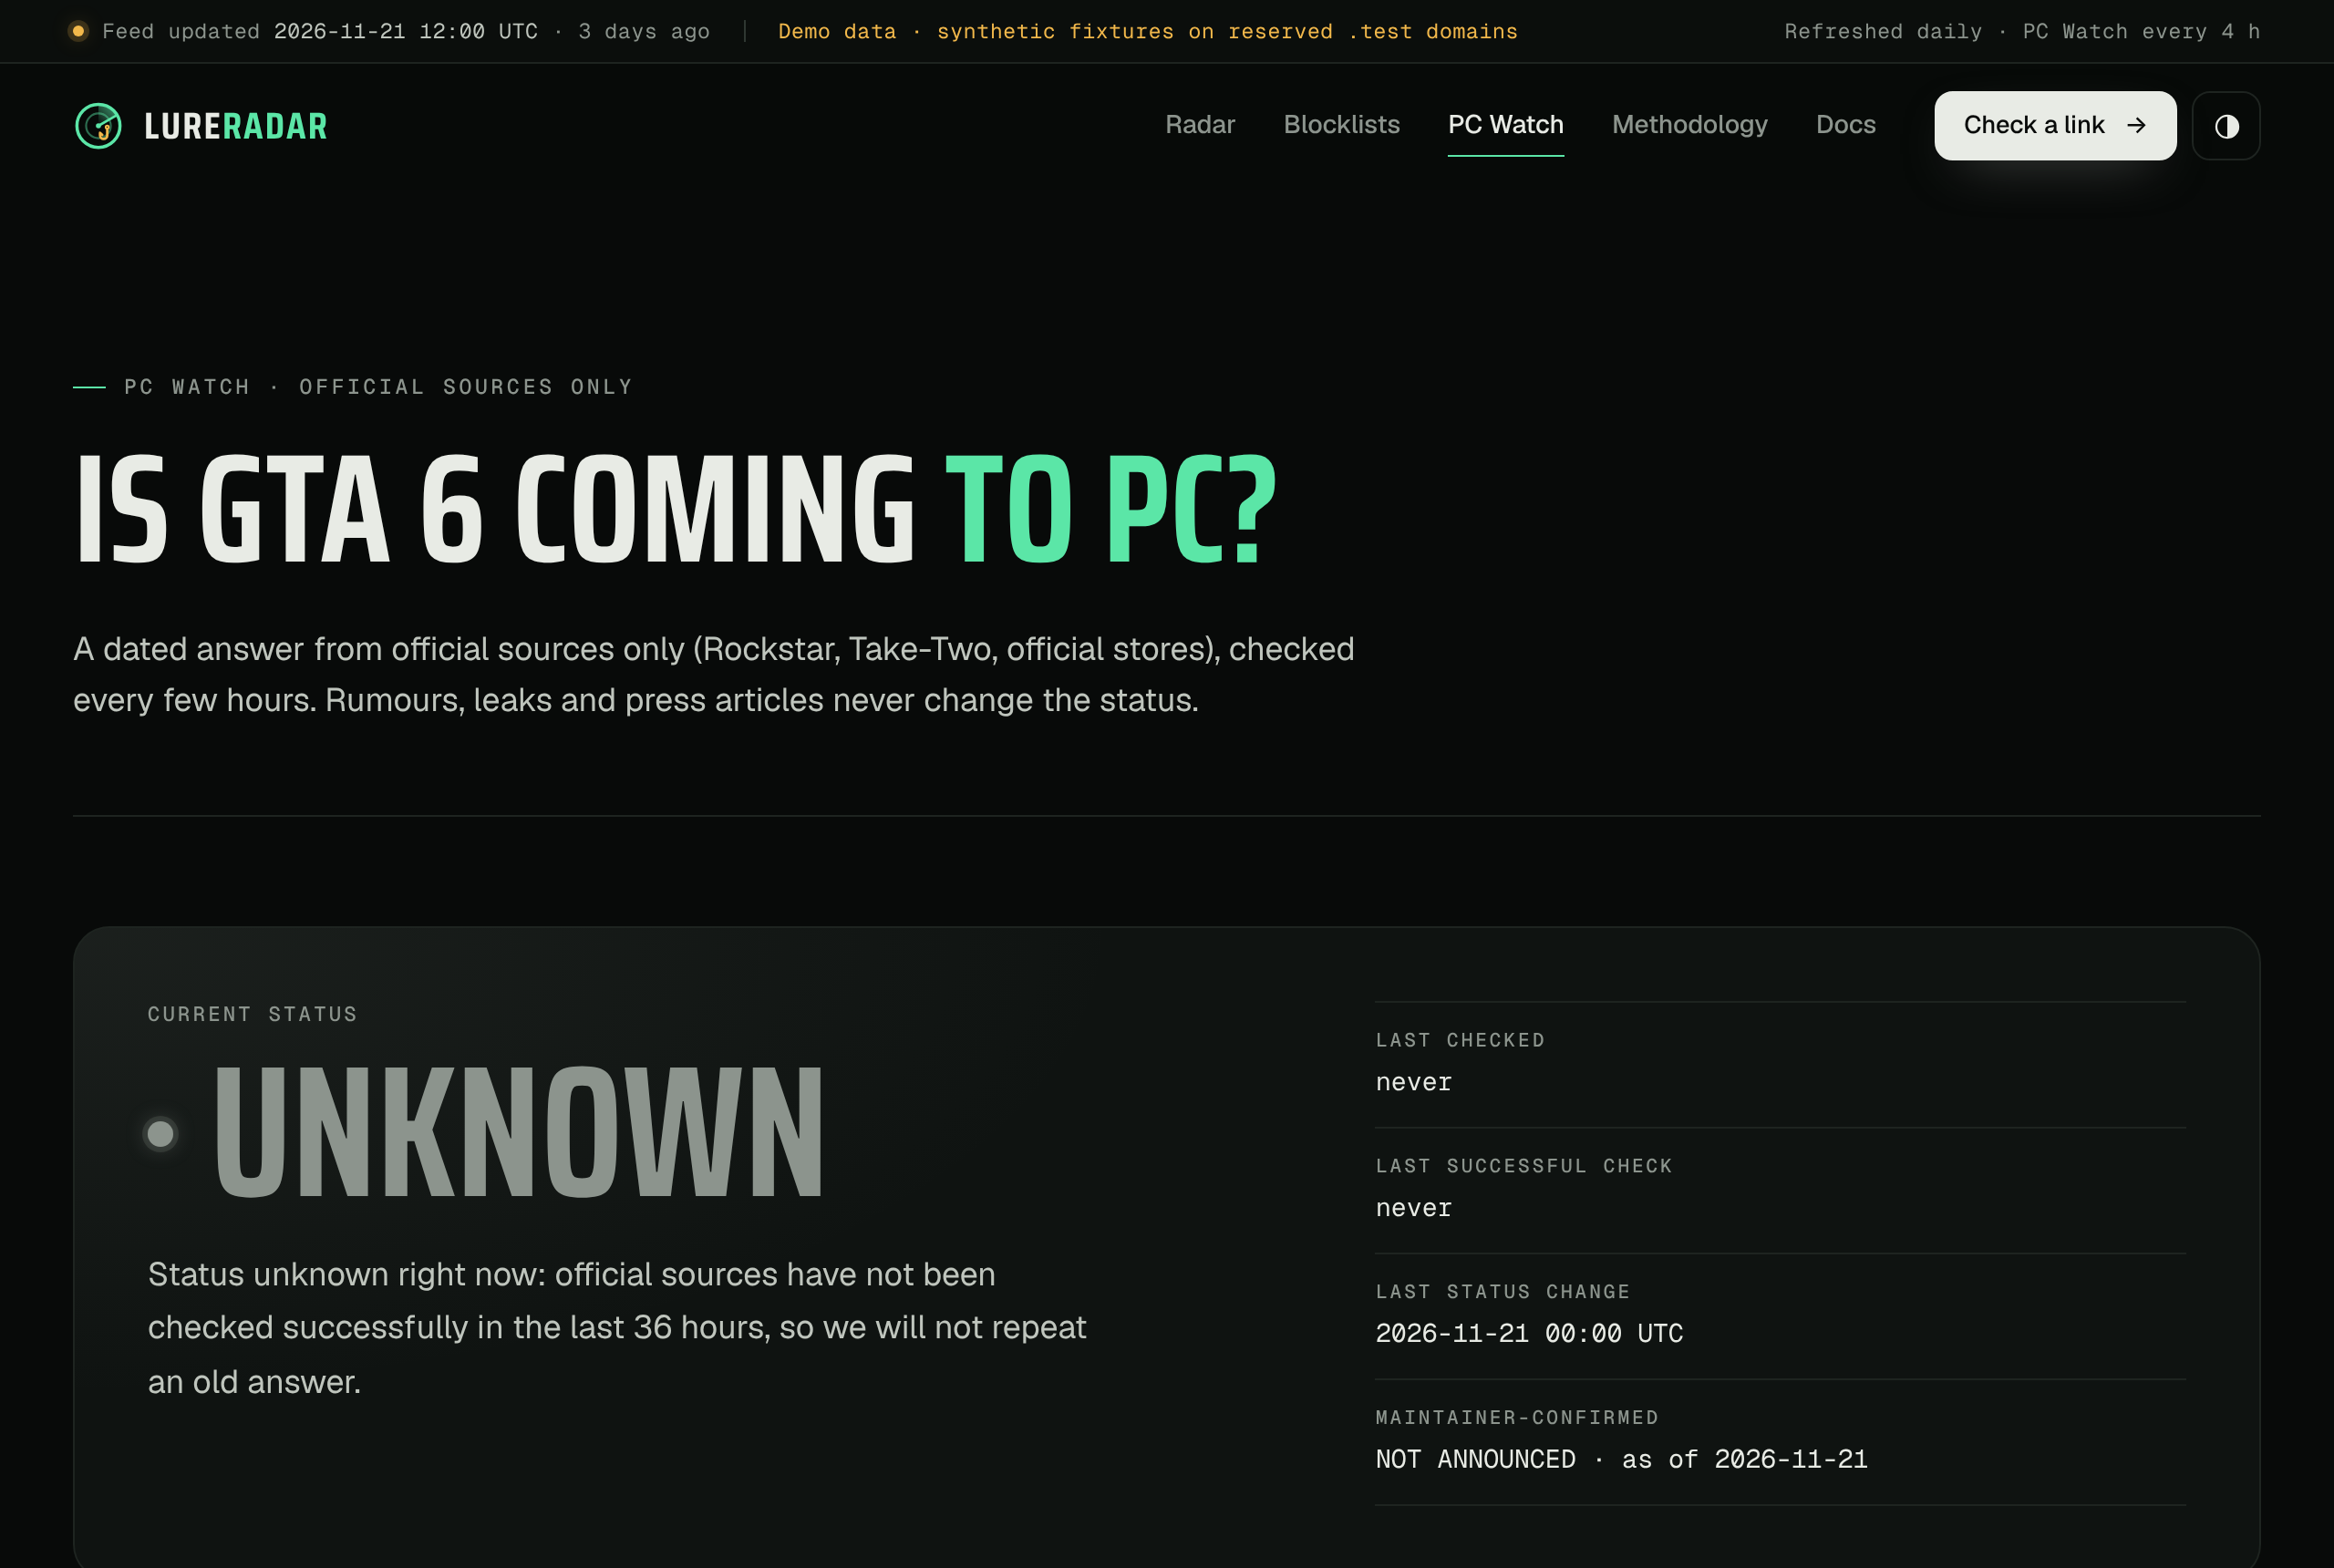 Feed updated 2026-11-21 12:00 UTC · 3 days ago
Demo data · synthetic fixtures on reserved .test domains
Refreshed daily · PC Watch every 4 h
LURERADAR
Radar
Blocklists
PC Watch
Methodology
Docs
Check a link →
PC WATCH · OFFICIAL SOURCES ONLY
IS GTA 6 COMING TO PC?
A dated answer from official sources only (Rockstar, Take-Two, official stores), checked
every few hours. Rumours, leaks and press articles never change the status.
CURRENT STATUS
UNKNOWN
Status unknown right now: official sources have not been
checked successfully in the last 36 hours, so we will not repeat
an old answer.
LAST CHECKED
never
LAST SUCCESSFUL CHECK
never
LAST STATUS CHANGE
2026-11-21 00:00 UTC
MAINTAINER-CONFIRMED
NOT ANNOUNCED · as of 2026-11-21